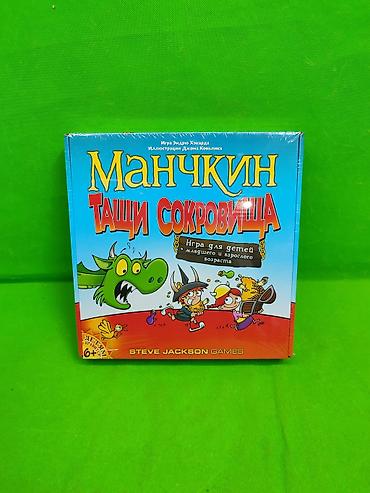 Игра Эндрю Хэкарда
Иллюстрации Джона Ковалика
МАНЧКИН
ТАЩИ СОКРОВИЩА
Игра для детей
младшего и взрослого
возраста
6+
STEVE JACKSON GAMES